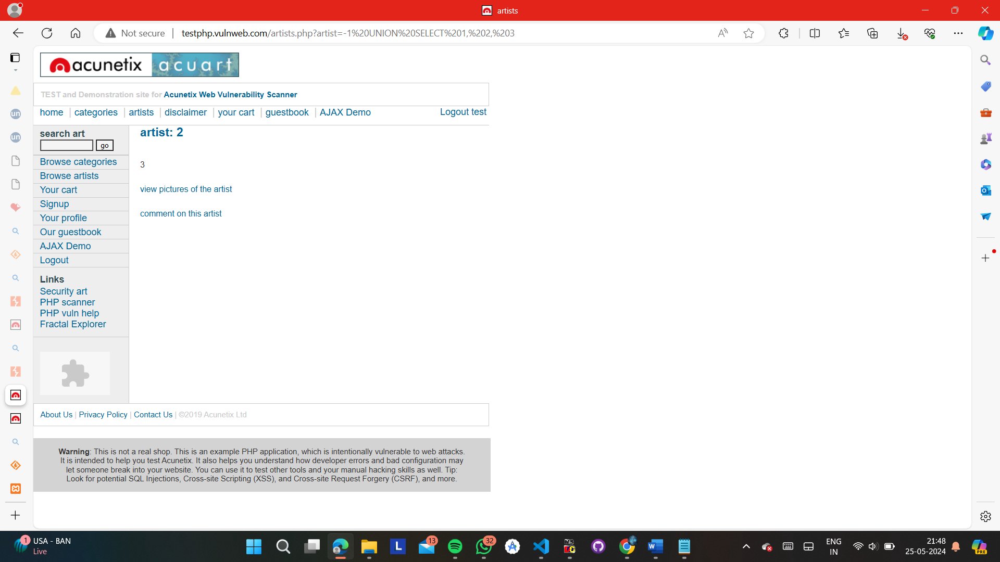 artists
Not secure
testphp.vulnweb.com/artists.php?artist=-1%20UNION%20SELECT%201,%202,%203
acunetix acuart
TEST and Demonstration site for Acunetix Web Vulnerability Scanner
home | categories | artists | disclaimer | your cart | guestbook | AJAX Demo
Logout test
search art
go
Browse categories
Browse artists
Your cart
Signup
Your profile
Our guestbook
AJAX Demo
Logout
Links
Security art
PHP scanner
PHP vuln help
Fractal Explorer
artist: 2
3
view pictures of the artist
comment on this artist
About Us | Privacy Policy | Contact Us | ©2019 Acunetix Ltd
Warning: This is not a real shop. This is an example PHP application, which is intentionally vulnerable to web attacks.
It is intended to help you test Acunetix. It also helps you understand how developer errors and bad configuration may
let someone break into your website. You can use it to test other tools and your manual hacking skills as well. Tip:
Look for potential SQL Injections, Cross-site Scripting (XSS), and Cross-site Request Forgery (CSRF), and more.
un
un
1
USA - BAN
Live
L
13
32
MS
W
ENG
IN
21:48
25-05-2024
PRE